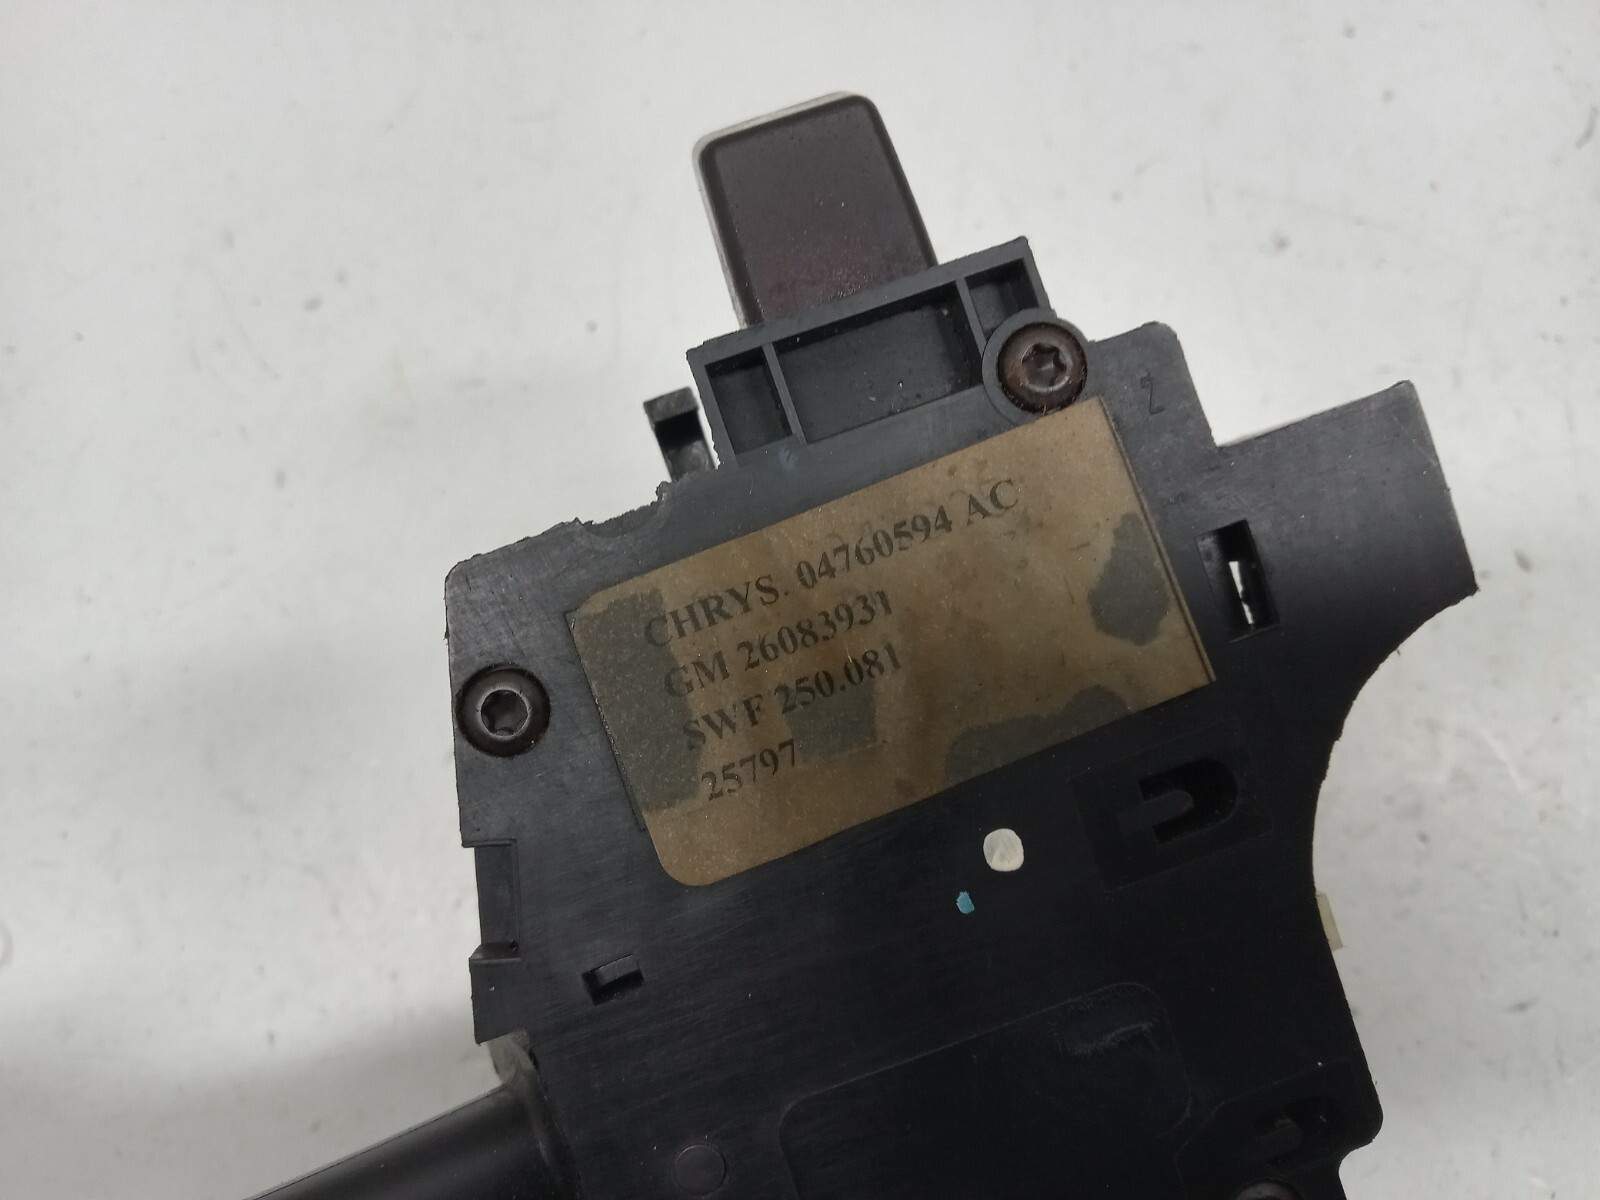 CHRYS. 04760594 AC
GM 26083931
SWF 250.081
25797